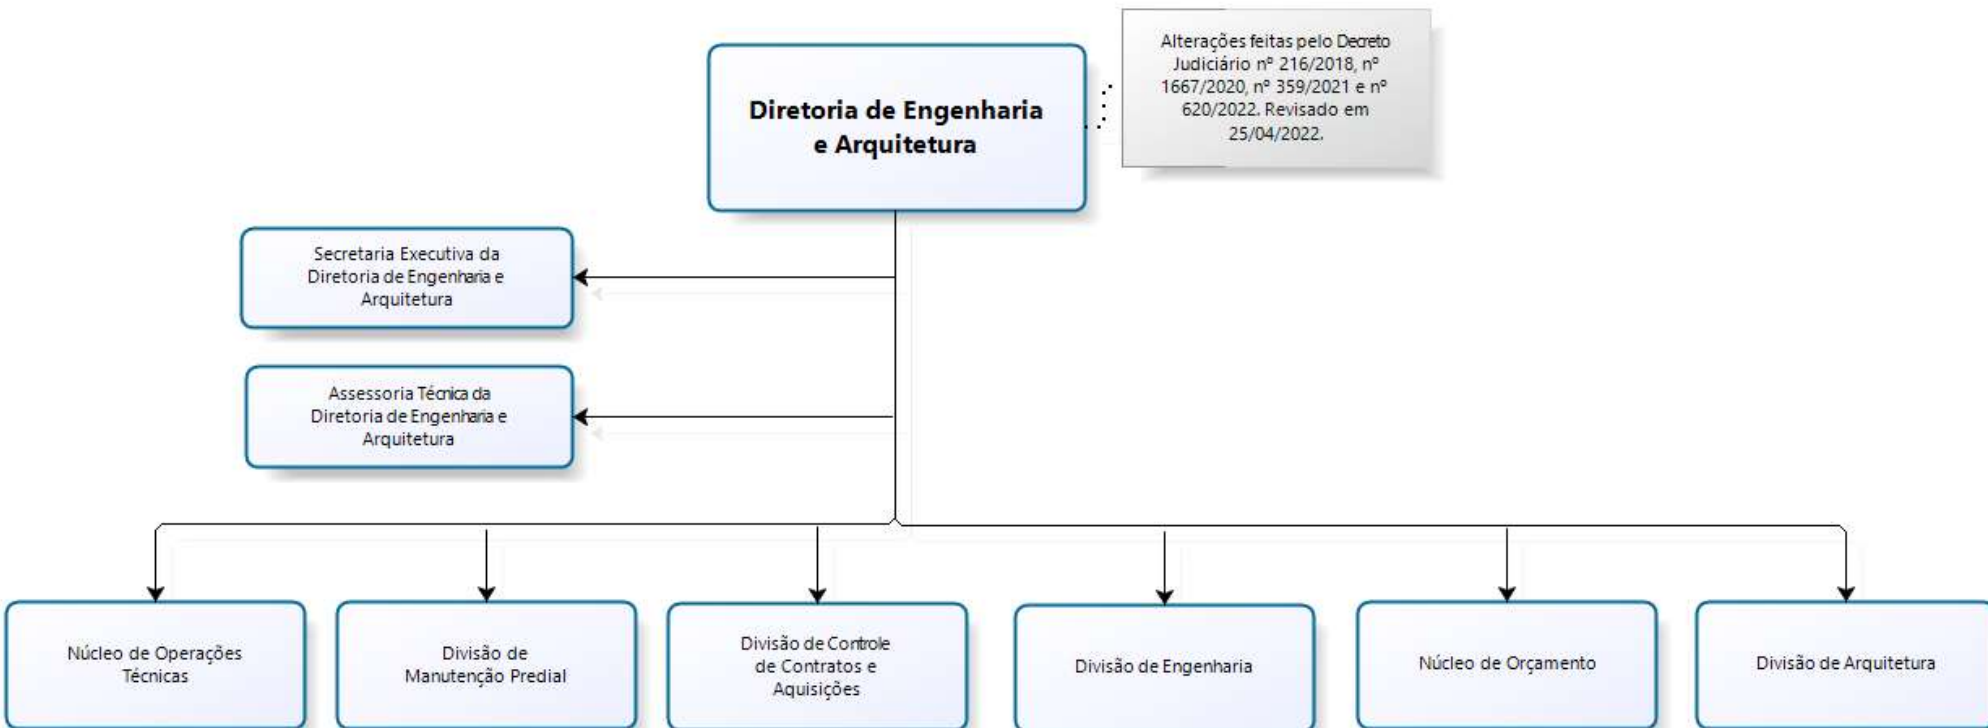 Diretoria de Engenharia
e Arquitetura
Alterações feitas pelo Decreto
Judiciário nº 216/2018, nº
1667/2020, nº 359/2021 e nº
620/2022. Revisado em
25/04/2022.
Secretaria Executiva da
Diretoria de Engenharia e
Arquitetura
Assessoria Técnica da
Diretoria de Engenharia e
Arquitetura
Núcleo de Operações
Técnicas
Divisão de
Manutenção Predial
Divisão de Controle
de Contratos e
Aquisições
Divisão de Engenharia
Núcleo de Orçamento
Divisão de Arquitetura